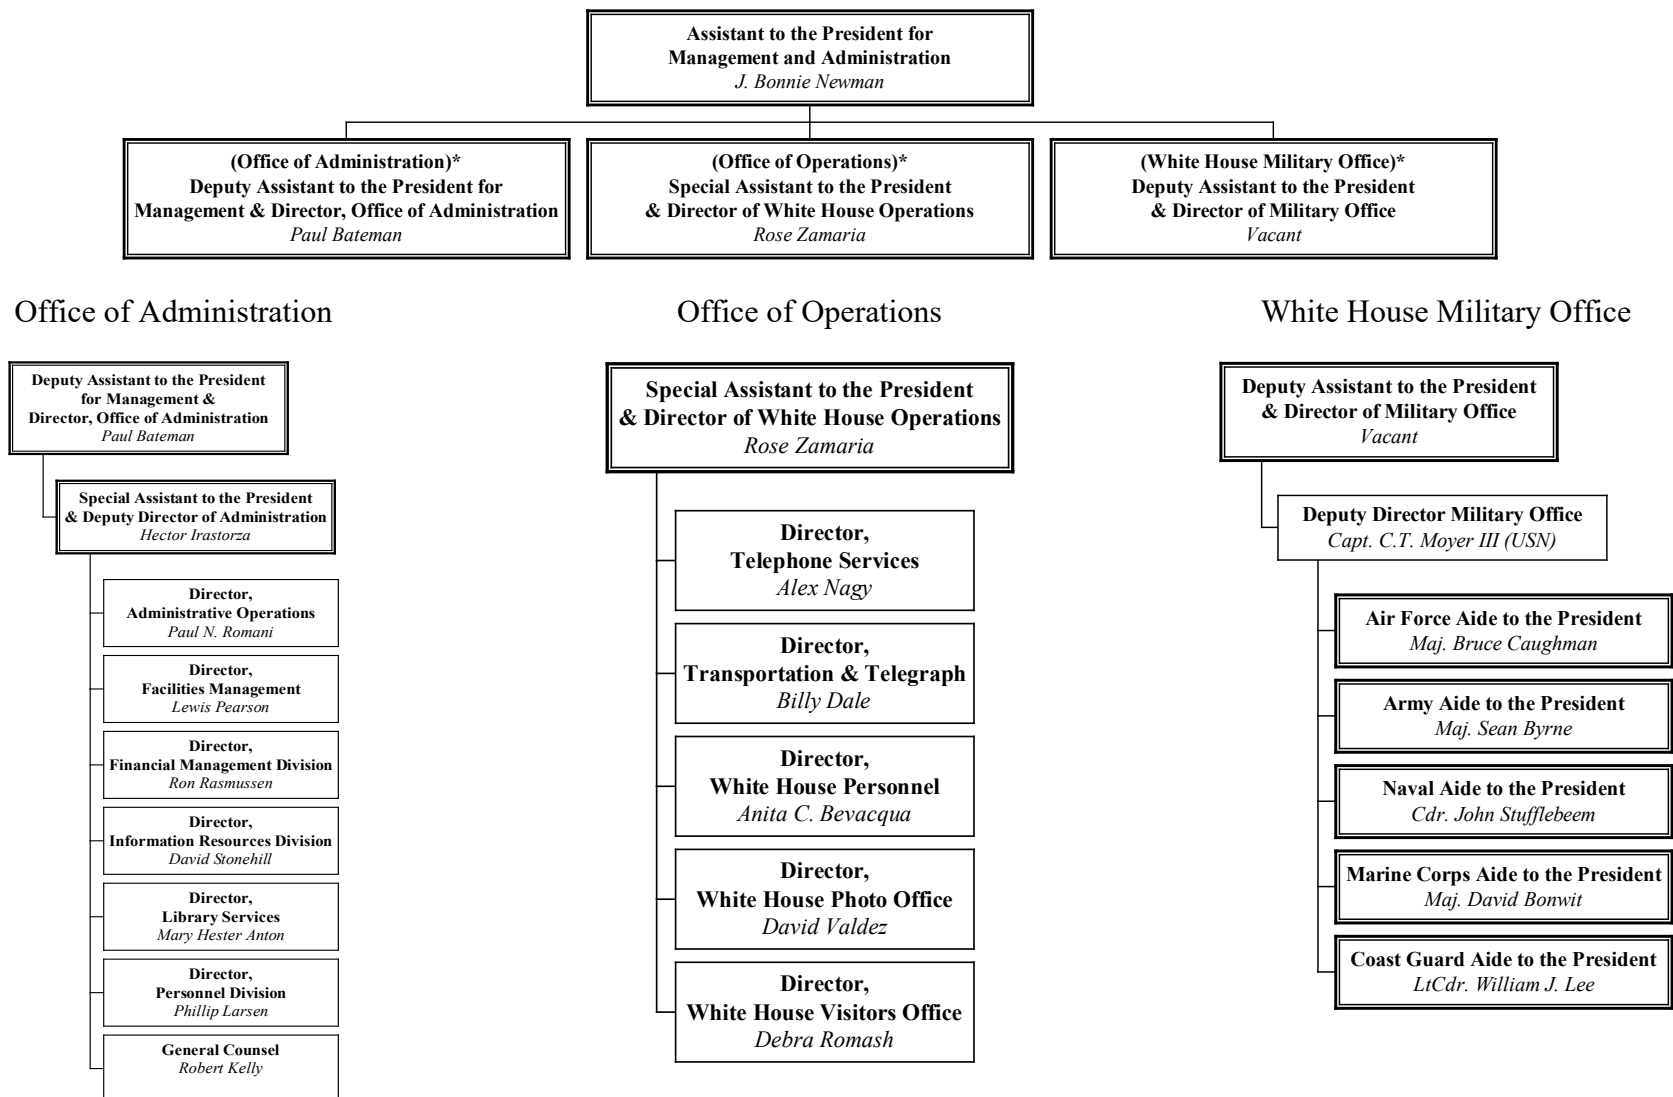 Assistant to the President for
Management and Administration
J. Bonnie Newman
(Office of Administration)*
Deputy Assistant to the President for
Management & Director, Office of Administration
Paul Bateman
(Office of Operations)*
Special Assistant to the President
& Director of White House Operations
Rose Zamaria
(White House Military Office)*
Deputy Assistant to the President
& Director of Military Office
Vacant
Office of Administration
Deputy Assistant to the President
for Management &
Director, Office of Administration
Paul Bateman
Special Assistant to the President
& Deputy Director of Administration
Hector Irastorza
Director,
Administrative Operations
Paul N. Romani
Director,
Facilities Management
Lewis Pearson
Director,
Financial Management Division
Ron Rasmussen
Director,
Information Resources Division
David Stonehill
Director,
Library Services
Mary Hester Anton
Director,
Personnel Division
Phillip Larsen
General Counsel
Robert Kelly
Office of Operations
Special Assistant to the President
& Director of White House Operations
Rose Zamaria
Director,
Telephone Services
Alex Nagy
Director,
Transportation & Telegraph
Billy Dale
Director,
White House Personnel
Anita C. Bevacqua
Director,
White House Photo Office
David Valdez
Director,
White House Visitors Office
Debra Romash
White House Military Office
Deputy Assistant to the President
& Director of Military Office
Vacant
Deputy Director Military Office
Capt. C.T. Moyer III (USN)
Air Force Aide to the President
Maj. Bruce Caughman
Army Aide to the President
Maj. Sean Byrne
Naval Aide to the President
Cdr. John Stufflebeem
Marine Corps Aide to the President
Maj. David Bonwit
Coast Guard Aide to the President
LtCdr. William J. Lee